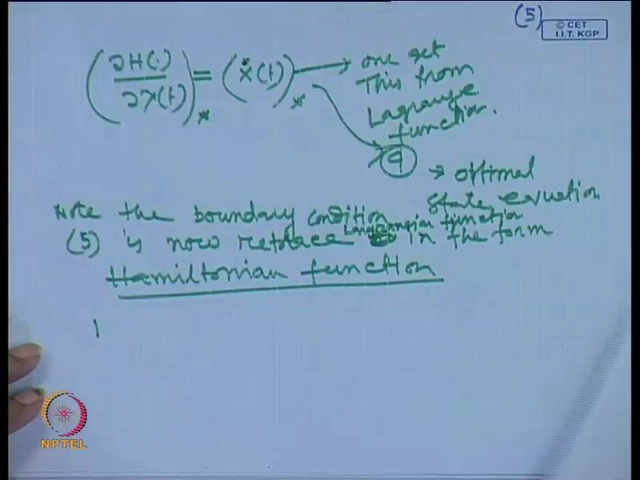 (5)
© CET
I.I.T. KGP
(∂H(.)/∂λ(t))* = (ẋ(t))* → one get
This from
Lagrange
function.
9
→ optimal
State equation
Note the boundary condition
Lagrangian function
(5) is now replace in the form
Hamiltonian function
NPTEL